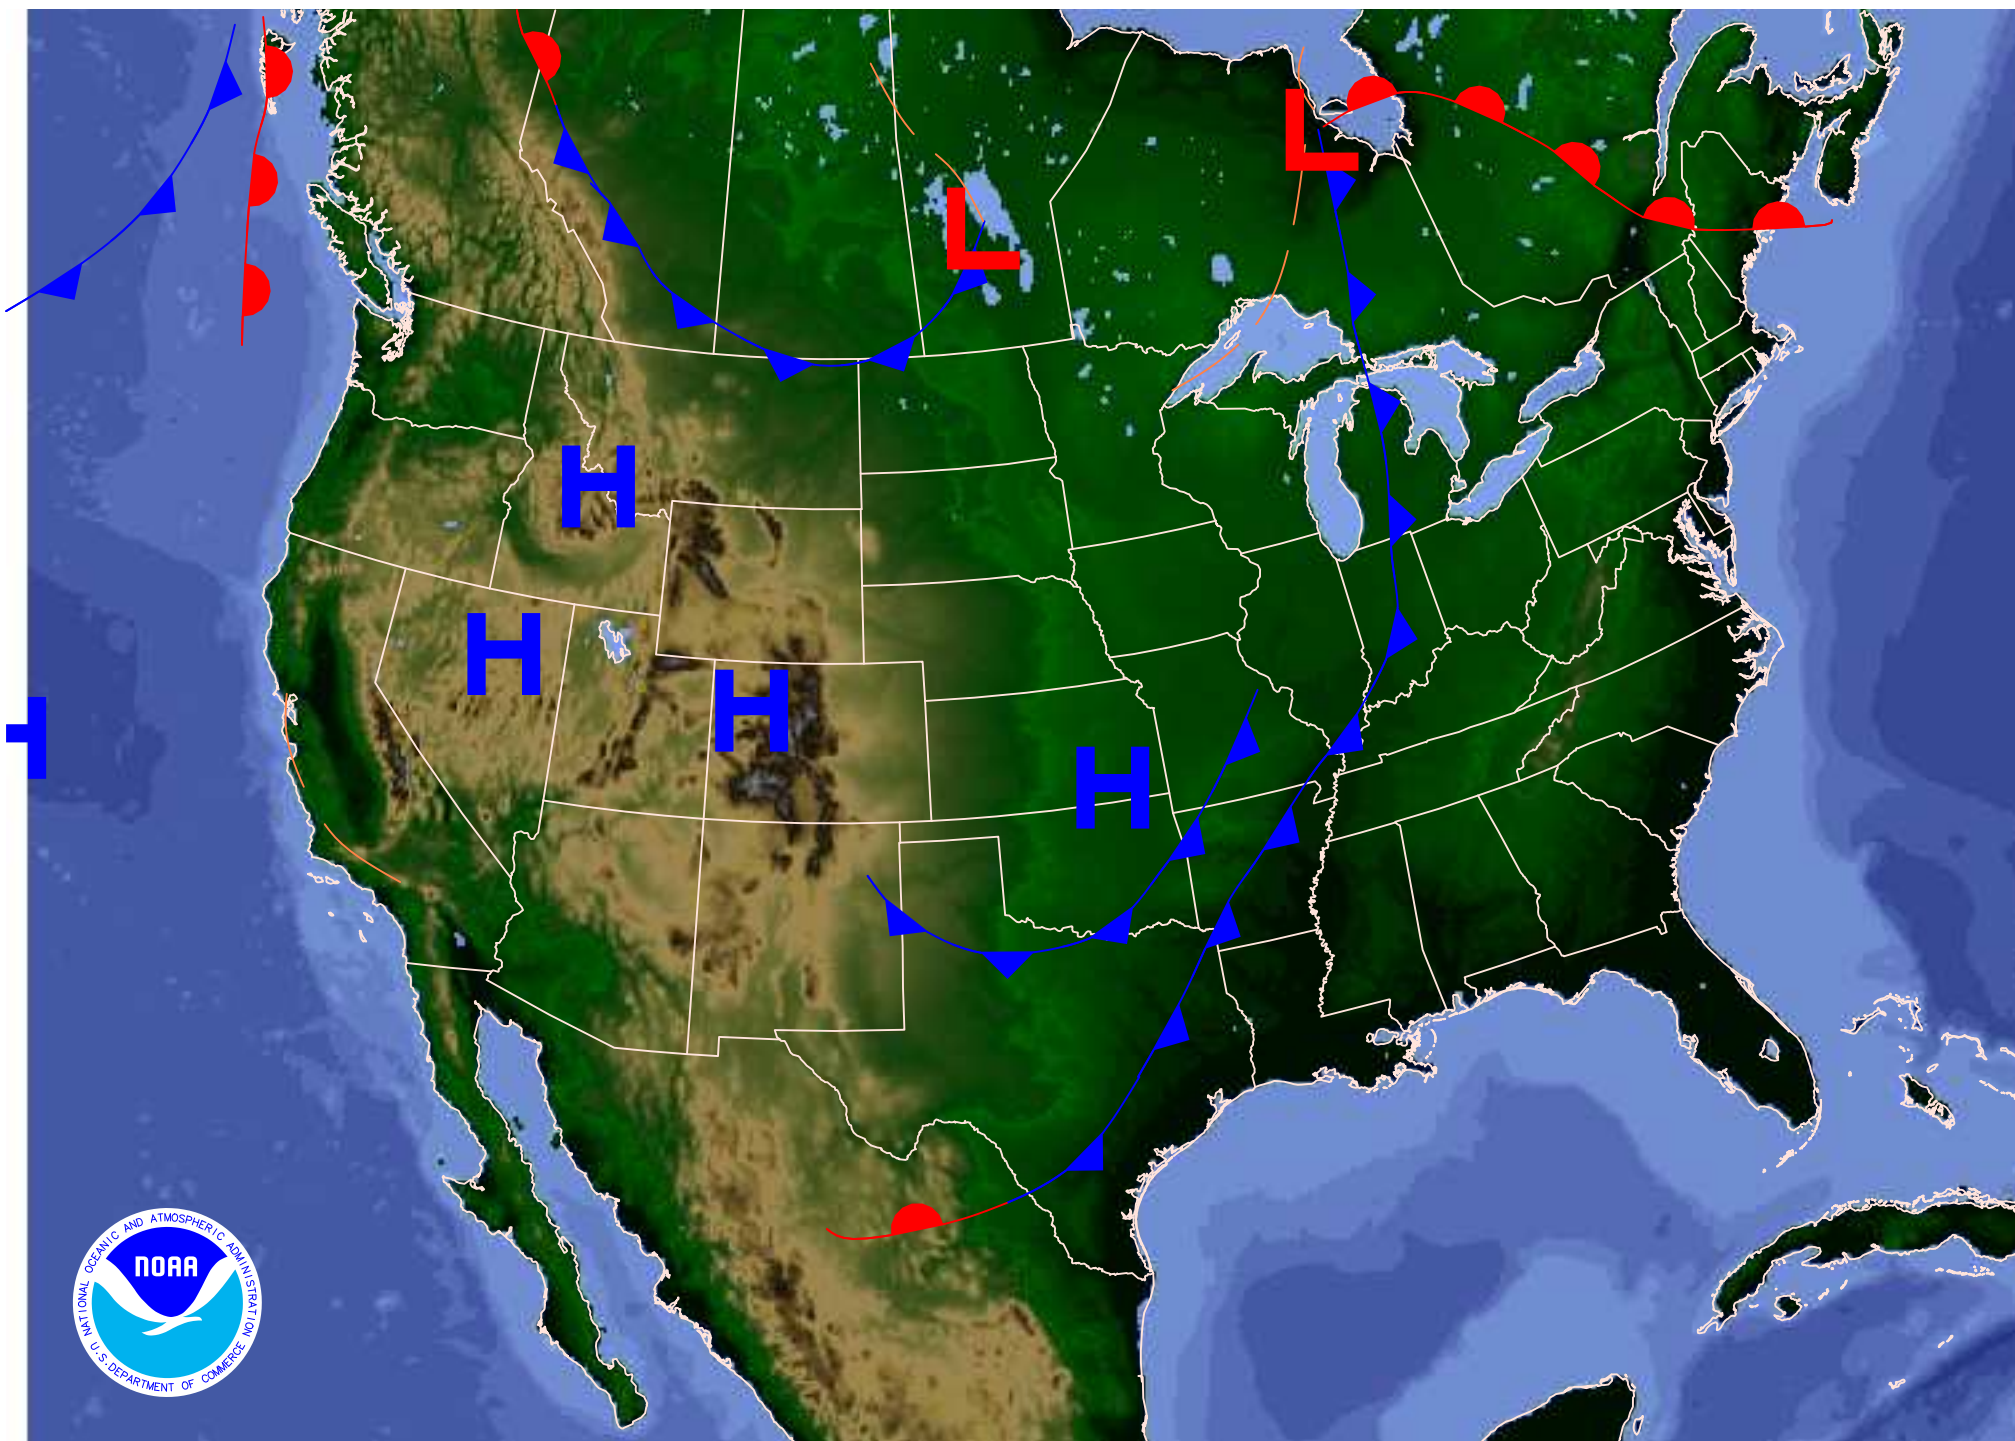 L
L
H
H
H
H
H
NATIONAL OCEANIC AND ATMOSPHERIC ADMINISTRATION
NOAA
U.S. DEPARTMENT OF COMMERCE